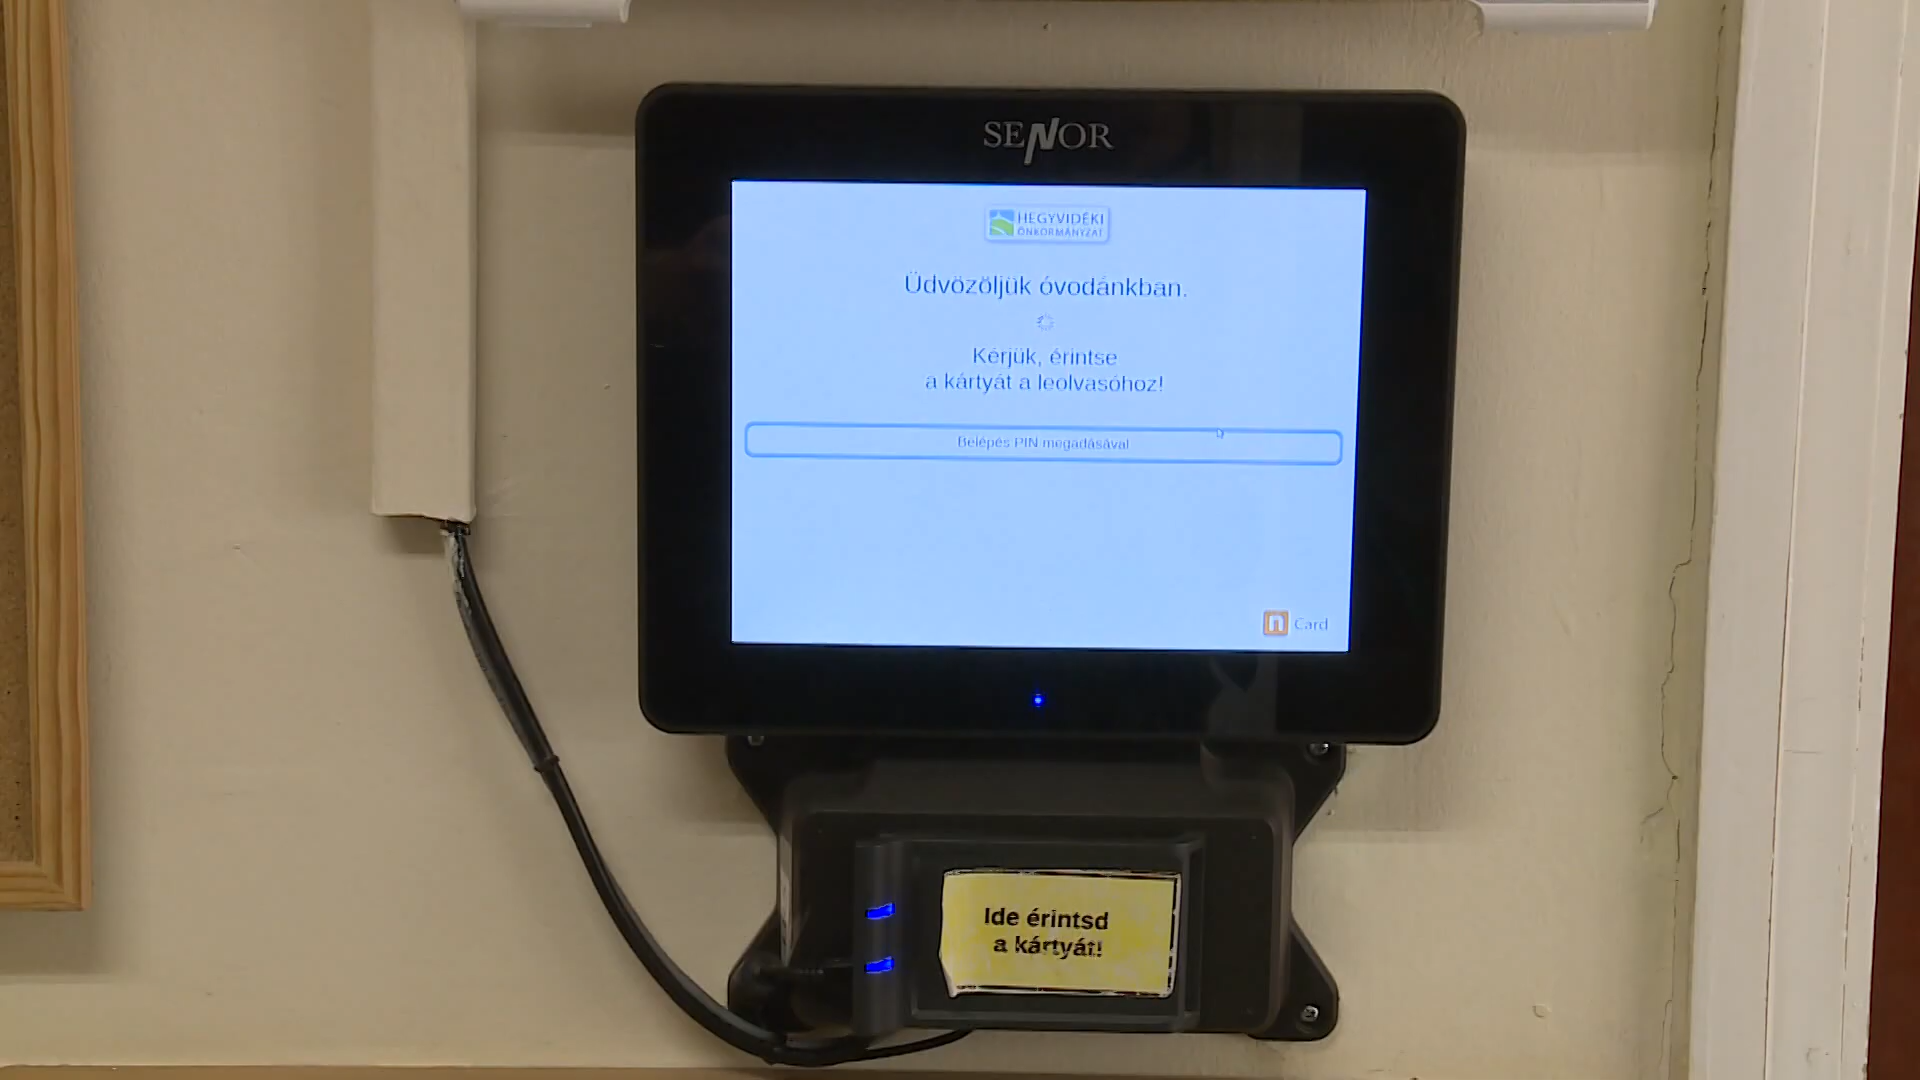 SENOR
HEGYVIDÉKI
ÖNKORMÁNYZAT
Üdvözöljük óvodánkban.
Kérjük, érintse
a kártyát a leolvasóhoz!
Belépés PIN megadásával
n Card
Ide érintsd
a kártyát!